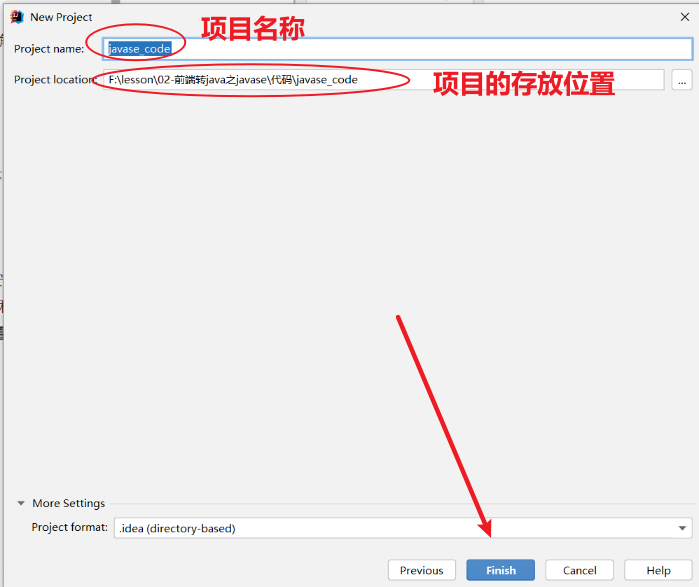 New Project
项目名称
Project name: javase_code
Project location: F:\lesson\02-前端转java之javase\代码\javase_code ...
项目的存放位置
More Settings
Project format: .idea (directory-based)
Previous Finish Cancel Help